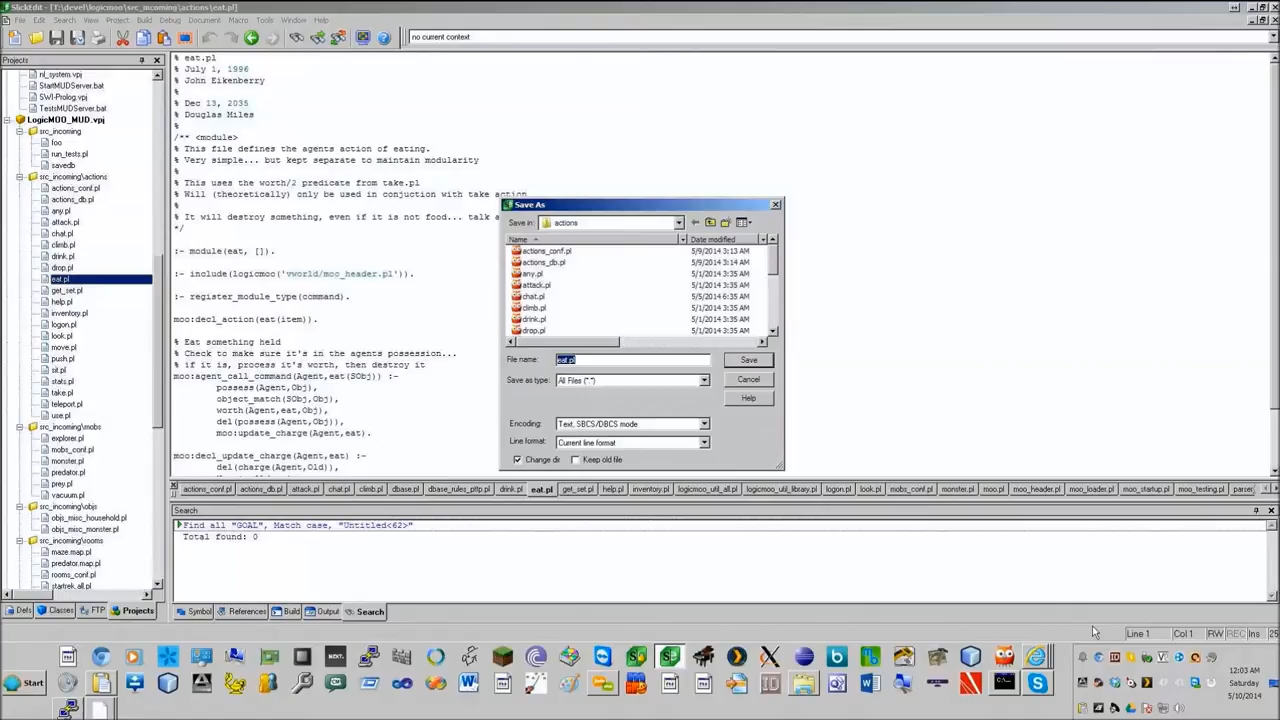 SlickEdit - [T:\devel\logicmoo\src_incoming\actions\eat.pl]
File Edit Search View Project Build Debug Document Macro Tools Window Help
no current context
Projects
nl_system.vpj
StartMUDServer.bat
SWI-Prolog.vpj
TestsMUDServer.bat
LogicMOO_MUD.vpj
src_incoming
foo
run_tests.pl
savedb
src_incoming\actions
actions_conf.pl
actions_db.pl
any.pl
attack.pl
chat.pl
climb.pl
drink.pl
drop.pl
eat.pl
get_set.pl
help.pl
inventory.pl
logon.pl
look.pl
move.pl
push.pl
sit.pl
stats.pl
take.pl
teleport.pl
use.pl
src_incoming\mobs
explorer.pl
mobs_conf.pl
monster.pl
predator.pl
prey.pl
vacuum.pl
src_incoming\objs
objs_misc_household.pl
objs_misc_monster.pl
src_incoming\rooms
maze.map.pl
predator.map.pl
rooms_conf.pl
startrek.all.pl
Defs Classes FTP Projects
% eat.pl
% July 1, 1996
% John Eikenberry
%
% Dec 13, 2035
% Douglas Miles
%
/** <module>
% This file defines the agents action of eating.
% Very simple... but kept separate to maintain modularity
%
% This uses the worth/2 predicate from take.pl
% Will (theoretically) only be used in conjuction with take action
%
% It will destroy something, even if it is not food... talk a
*/
:- module(eat, []).
:- include(logicmoo('vworld/moo_header.pl')).
:- register_module_type(command).
moo:decl_action(eat(item)).
% Eat something held
% Check to make sure it's in the agents possession...
% if it is, process it's worth, then destroy it
moo:agent_call_command(Agent,eat(SObj)) :-
possess(Agent,Obj),
object_match(SObj,Obj),
worth(Agent,eat,Obj),
del(possess(Agent,Obj)),
moo:update_charge(Agent,eat).
moo:decl_update_charge(Agent,eat) :-
del(charge(Agent,Old)),
Save As
Save in: actions
Name Date modified
actions_conf.pl 5/9/2014 3:13 AM
actions_db.pl 5/9/2014 3:35 AM
any.pl 5/1/2014 3:35 AM
attack.pl 5/1/2014 3:35 AM
chat.pl 5/5/2014 6:35 AM
climb.pl 5/1/2014 3:35 AM
drink.pl 5/1/2014 3:35 AM
drop.pl 5/1/2014 3:35 AM
File name: eat.pl Save
Save as type: All Files (*.*) Cancel
Help
Encoding: Text, SBCS/DBCS mode
Line format: Current line format
Change dir Keep old file
actions_conf.pl actions_db.pl attack.pl chat.pl climb.pl dbase.pl dbase_rules_pttp.pl drink.pl eat.pl get_set.pl help.pl inventory.pl logicmoo_util_all.pl logicmoo_util_library.pl logon.pl look.pl mobs_conf.pl monster.pl moo.pl moo_header.pl moo_loader.pl moo_startup.pl moo_testing.pl parser
Search
Find all "GOAL", Match case, "Untitled<62>"
Total found: 0
Symbol References Build Output Search
Line 1 Col 1 RW REC Ins 25
Start
12:03 AM
Saturday
5/10/2014